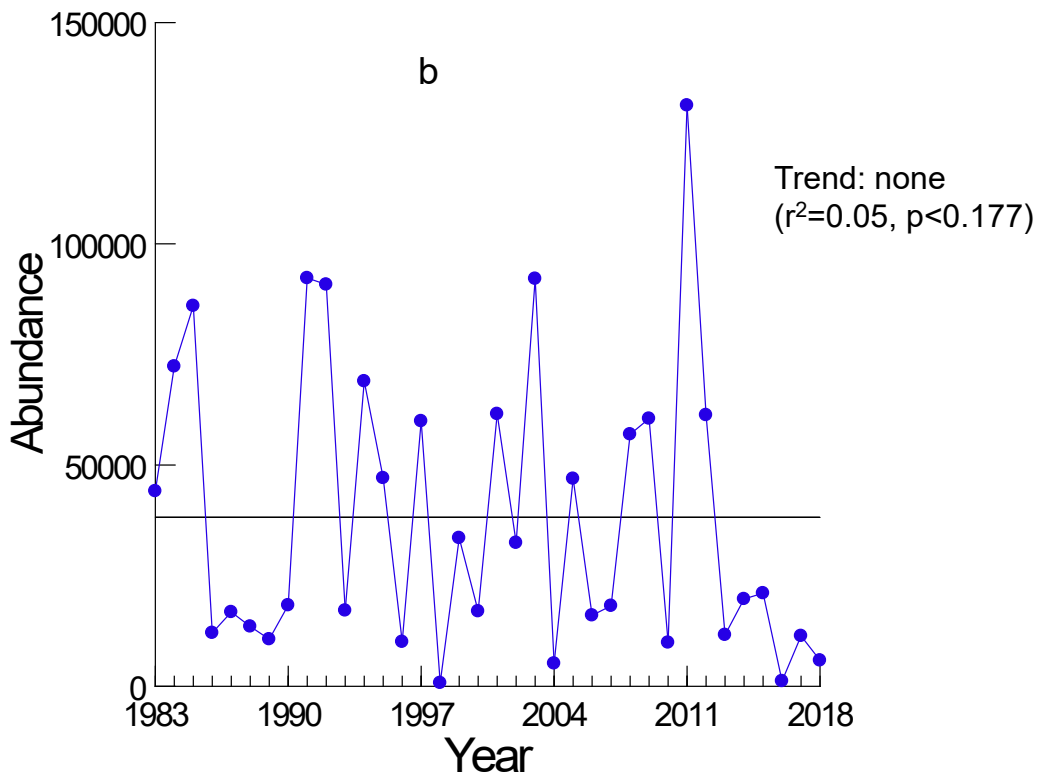 150000
b
Trend: none
(r²=0.05, p<0.177)
100000
Abundance
50000
0
1983 1990 1997 2004 2011 2018
Year